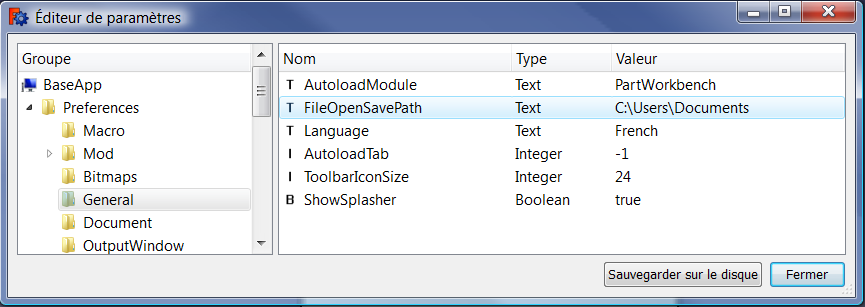 Éditeur de paramètres
Groupe
BaseApp
Preferences
Macro
Mod
Bitmaps
General
Document
OutputWindow
Nom Type Valeur
T AutoloadModule Text PartWorkbench
T FileOpenSavePath Text C:\Users\Documents
T Language Text French
I AutoloadTab Integer -1
I ToolbarIconSize Integer 24
B ShowSplasher Boolean true
Sauvegarder sur le disque Fermer